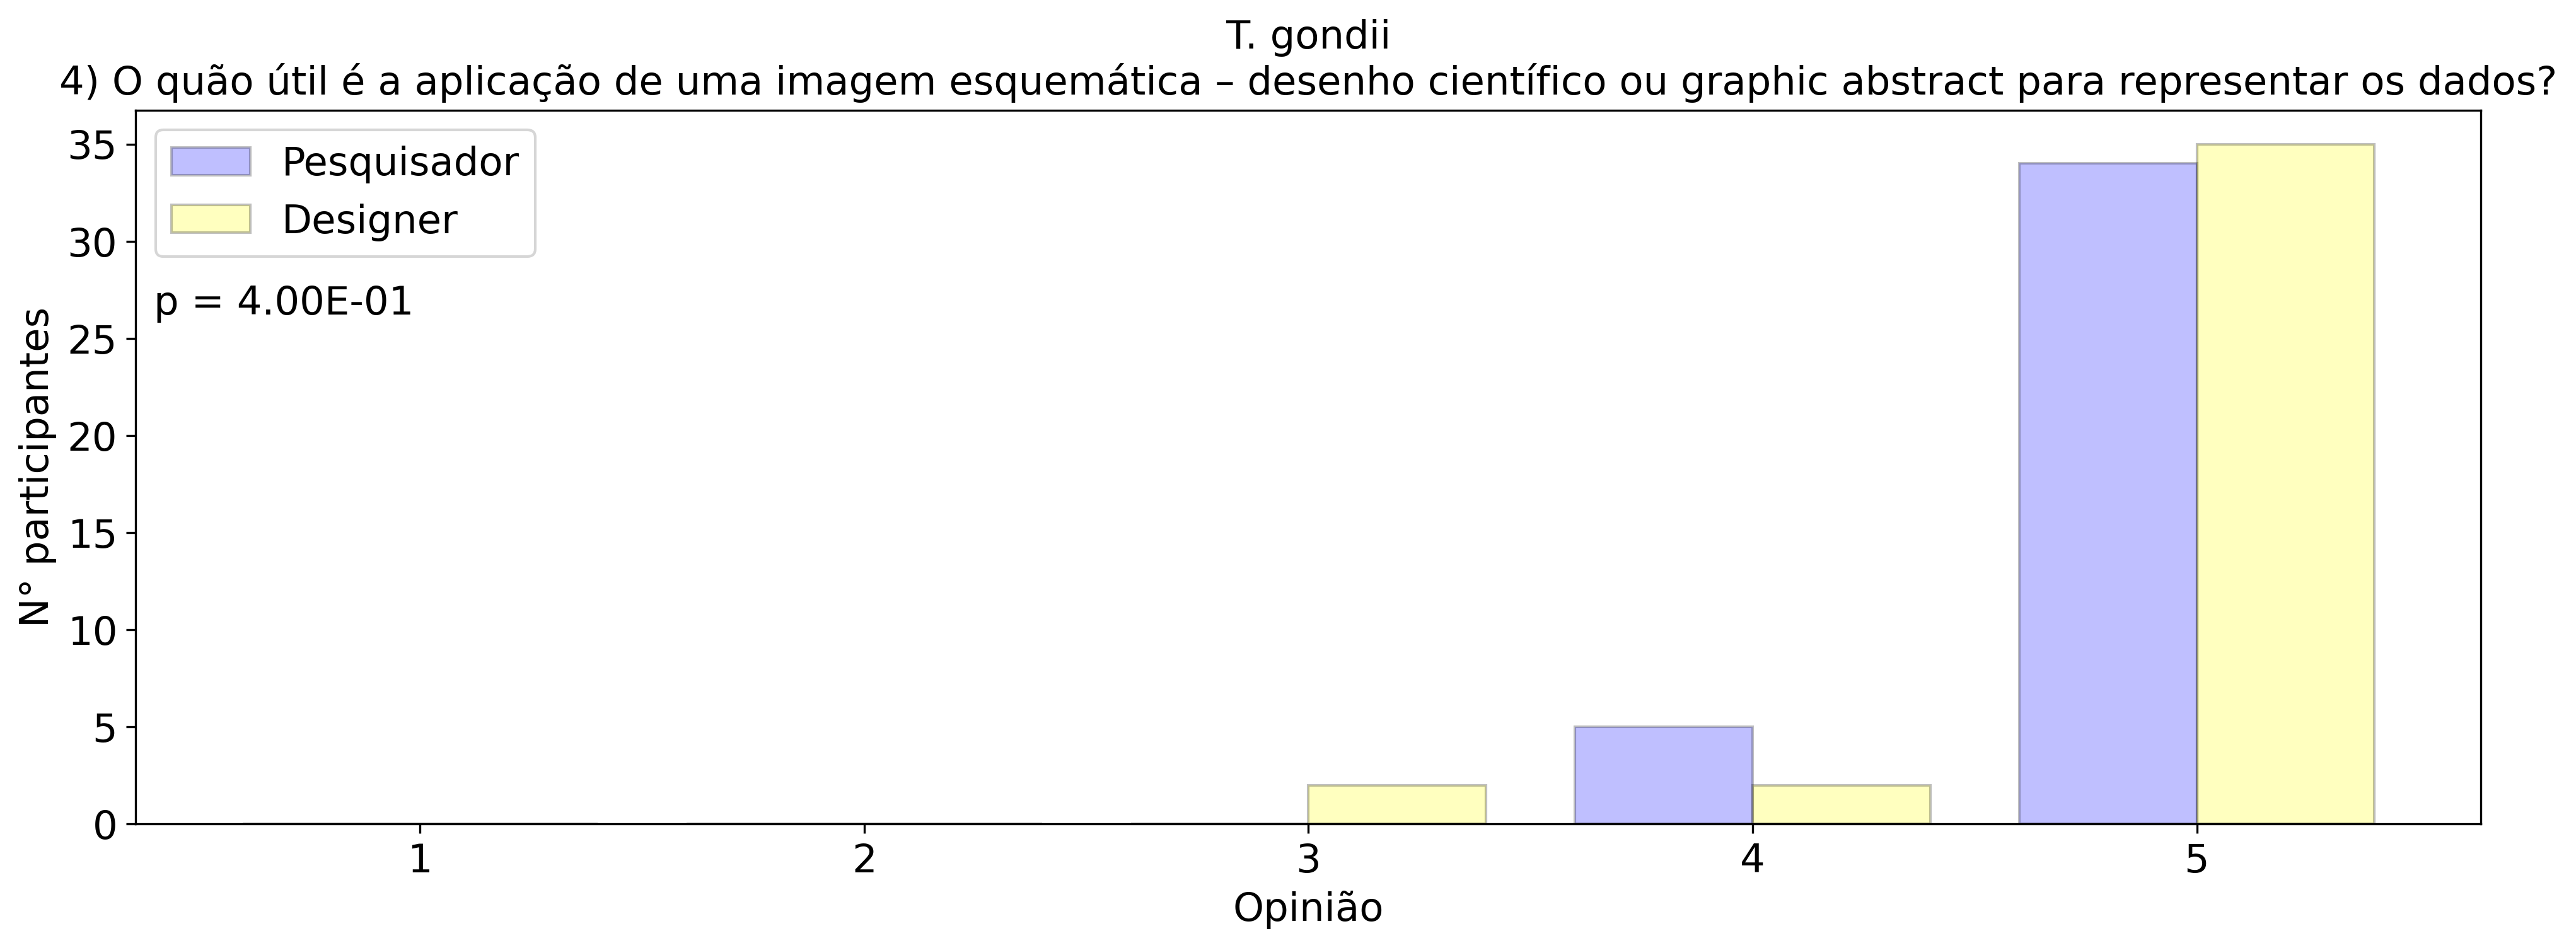 T. gondii
4) O quão útil é a aplicação de uma imagem esquemática – desenho científico ou graphic abstract para representar os dados?
Pesquisador
Designer
p = 4.00E-01
N° participantes
35
30
25
20
15
10
5
0
1 2 3 4 5
Opinião